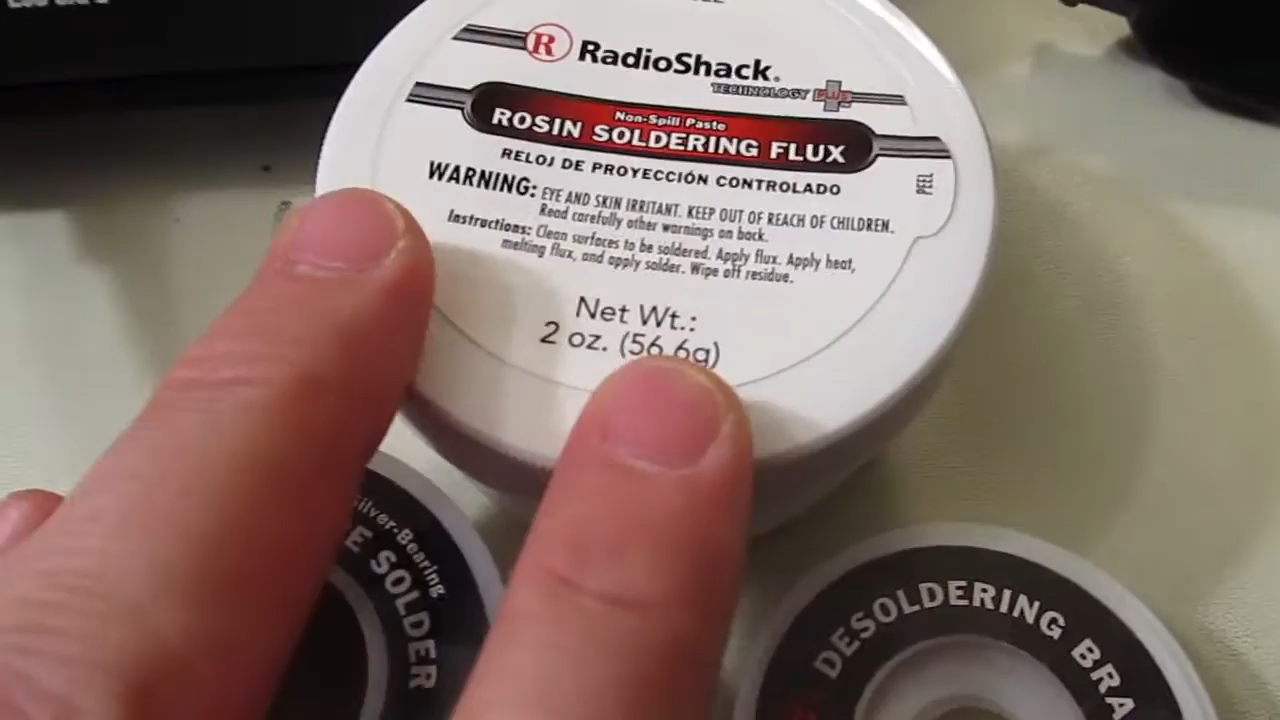 R RadioShack.
TECHNOLOGY PLUS
Non-Spill Paste
ROSIN SOLDERING FLUX
RELOJ DE PROYECCIÓN CONTROLADO
PEEL
WARNING: EYE AND SKIN IRRITANT. KEEP OUT OF REACH OF CHILDREN.
Read carefully other warnings on back.
Instructions: Clean surfaces to be soldered. Apply flux. Apply heat,
melting flux, and apply solder. Wipe off residue.
Net Wt.:
2 oz. (56.6g)
Silver-Bearing
SOLDER
DESOLDERING